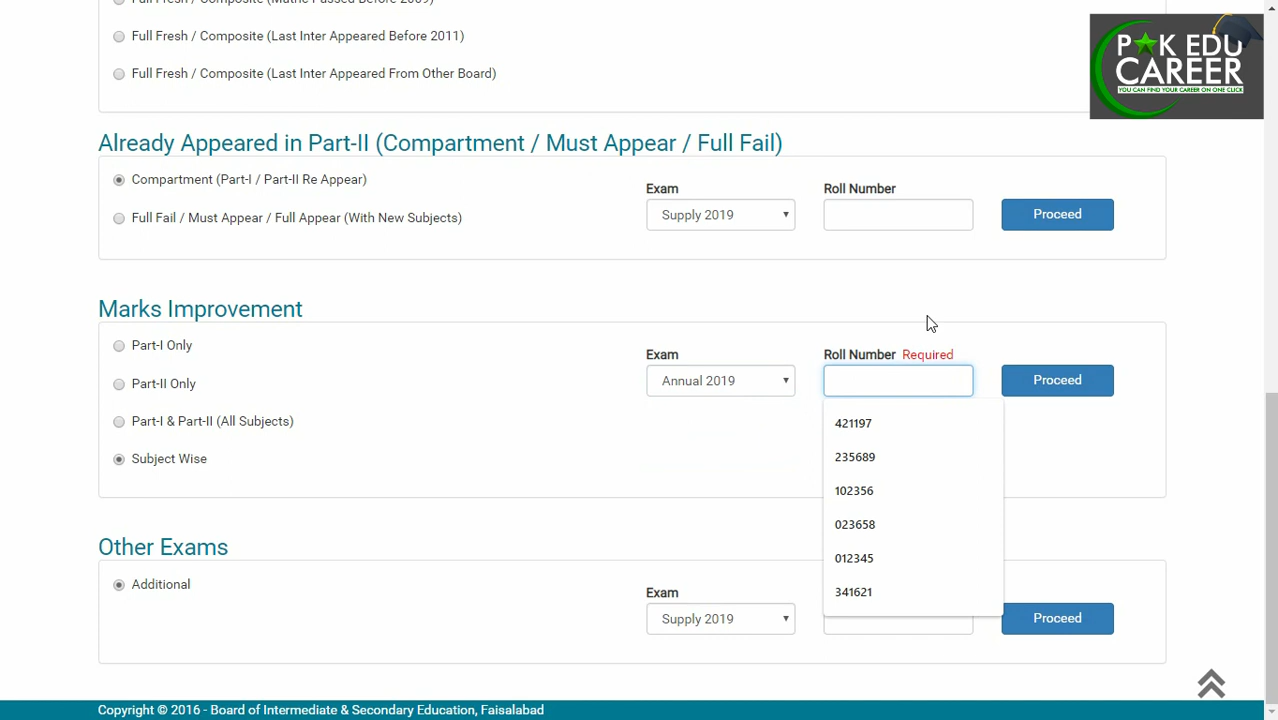 Full Fresh / Composite (Matric Passed Before 2009)
Full Fresh / Composite (Last Inter Appeared Before 2011)
Full Fresh / Composite (Last Inter Appeared From Other Board)
P★K EDU
CAREER
YOU CAN FIND YOUR CAREER ON ONE CLICK
Already Appeared in Part-II (Compartment / Must Appear / Full Fail)
Compartment (Part-I / Part-II Re Appear)
Full Fail / Must Appear / Full Appear (With New Subjects)
Exam
Roll Number
Supply 2019
Proceed
Marks Improvement
Part-I Only
Part-II Only
Part-I & Part-II (All Subjects)
Subject Wise
Exam
Roll Number Required
Annual 2019
Proceed
421197
235689
102356
023658
012345
341621
Other Exams
Additional
Exam
Supply 2019
Proceed
Copyright © 2016 - Board of Intermediate & Secondary Education, Faisalabad